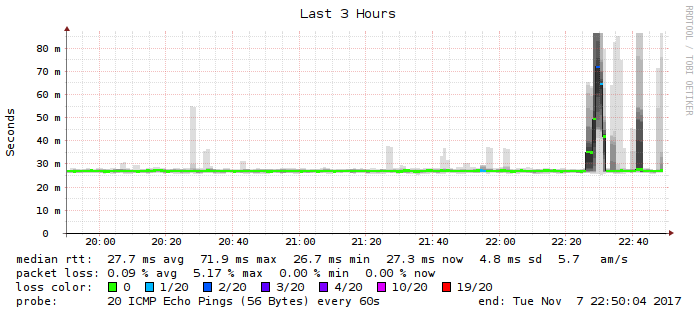 Last 3 Hours
RRDTOOL / TOBI OETIKER
Seconds
80 m
70 m
60 m
50 m
40 m
30 m
20 m
10 m
0
20:00 20:20 20:40 21:00 21:20 21:40 22:00 22:20 22:40
median rtt: 27.7 ms avg 71.9 ms max 26.7 ms min 27.3 ms now 4.8 ms sd 5.7 am/s
packet loss: 0.09 % avg 5.17 % max 0.00 % min 0.00 % now
loss color: 0 1/20 2/20 3/20 4/20 10/20 19/20
probe: 20 ICMP Echo Pings (56 Bytes) every 60s end: Tue Nov 7 22:50:04 2017